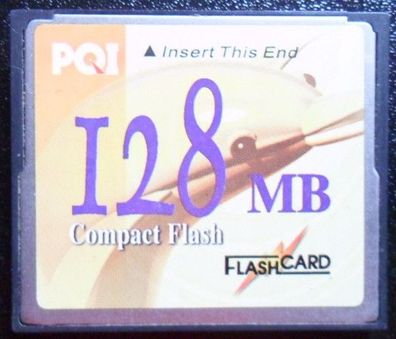 PQI
▲ Insert This End
128 MB
Compact Flash
FLASHCARD